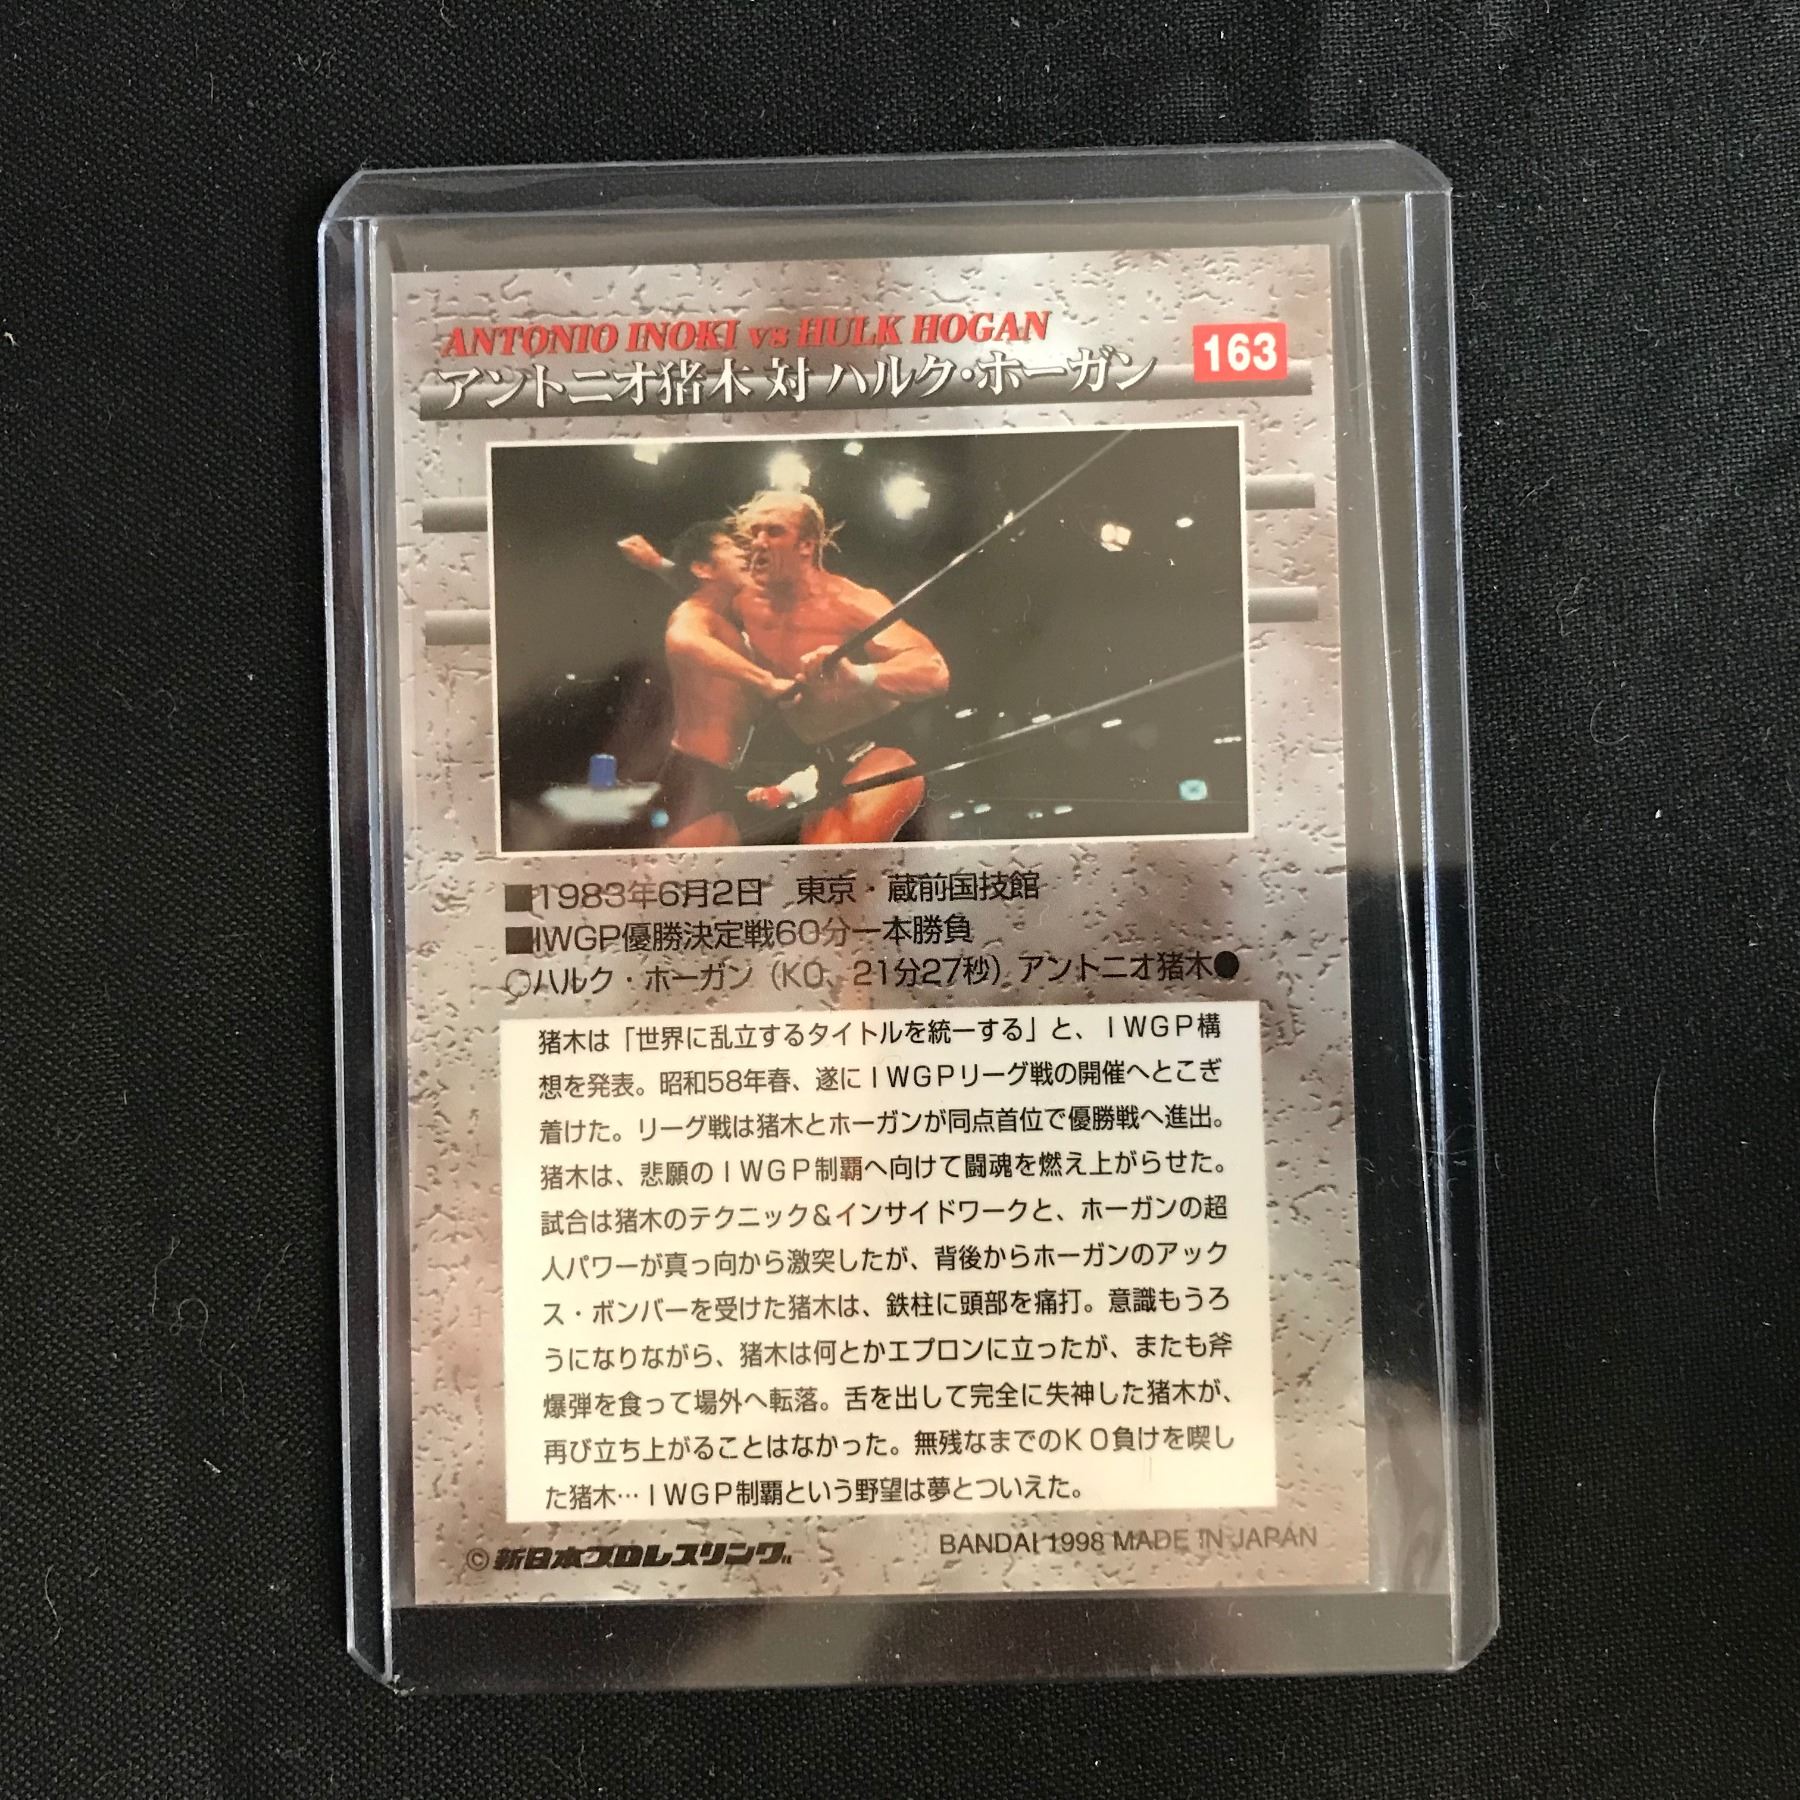 ANTONIO INOKI vs HULK HOGAN
アントニオ猪木 対 ハルク・ホーガン
163
■1983年6月2日　東京・蔵前国技館
■IWGP優勝決定戦60分一本勝負
○ハルク・ホーガン（KO、21分27秒）アントニオ猪木●
猪木は「世界に乱立するタイトルを統一する」と、ＩＷＧＰ構
想を発表。昭和58年春、遂にＩＷＧＰリーグ戦の開催へとこぎ
着けた。リーグ戦は猪木とホーガンが同点首位で優勝戦へ進出。
猪木は、悲願のＩＷＧＰ制覇へ向けて闘魂を燃え上がらせた。
試合は猪木のテクニック＆インサイドワークと、ホーガンの超
人パワーが真っ向から激突したが、背後からホーガンのアック
ス・ボンバーを受けた猪木は、鉄柱に頭部を痛打。意識もうろ
うになりながら、猪木は何とかエプロンに立ったが、またも斧
爆弾を食って場外へ転落。舌を出して完全に失神した猪木が、
再び立ち上がることはなかった。無残なまでのＫＯ負けを喫し
た猪木…ＩＷＧＰ制覇という野望は夢とついえた。
©新日本プロレスリング㈱
BANDAI 1998 MADE IN JAPAN